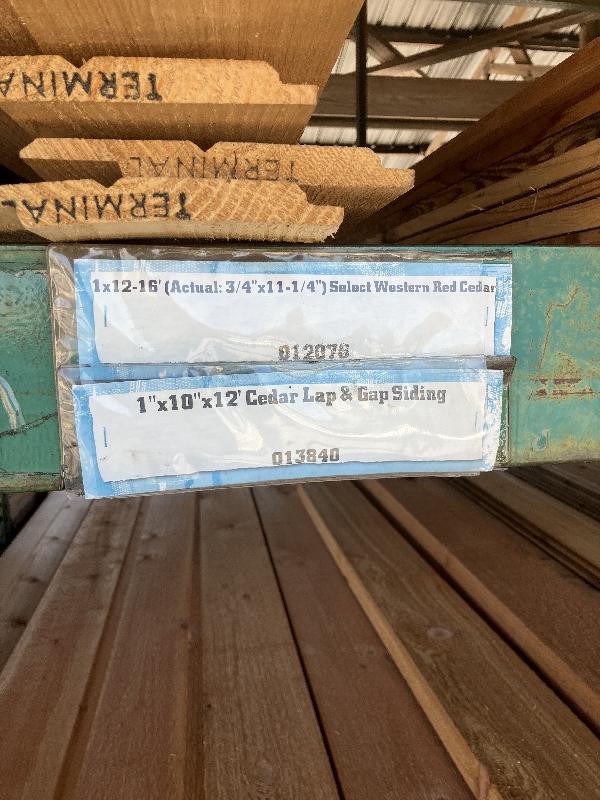 TERMINA
TERMINAL
TERMINAL
TERMINAL
1x12-16' (Actual: 3/4"x11-1/4") Select Western Red Cedar
012076
1"x10"x12' Cedar Lap & Gap Siding
013840